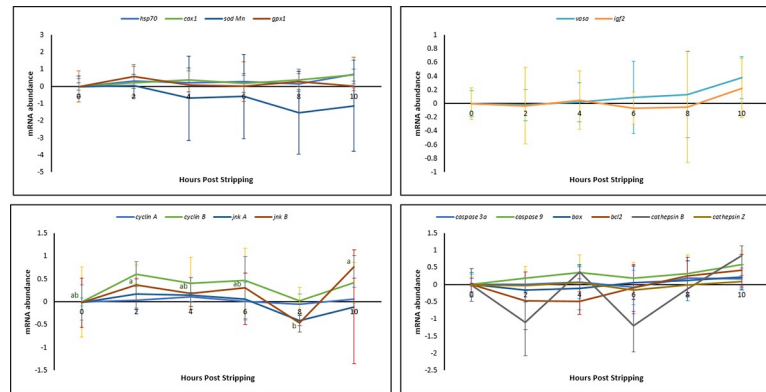 hsp70 cox1 sod Mn gpx1
3
2
1
0
-1
-2
-3
-4
-5
0 2 4 6 8 10
mRNA abundance
Hours Post Stripping
vasa igf2
1
0.8
0.6
0.4
0.2
0
-0.2
-0.4
-0.6
-0.8
-1
0 2 4 6 8 10
mRNA abundance
Hours Post Stripping
cyclin A cyclin B jnk A jnk B
1.5
1
0.5
0
-0.5
-1
-1.5
ab a ab ab b a
0 2 4 6 8 10
mRNA abundance
Hours Post Stripping
caspase 3a caspase 9 bax bcl2 cathepsin B cathepsin Z
1.5
1
0.5
0
-0.5
-1
-1.5
-2
-2.5
0 2 4 6 8 10
mRNA abundance
Hours Post Stripping